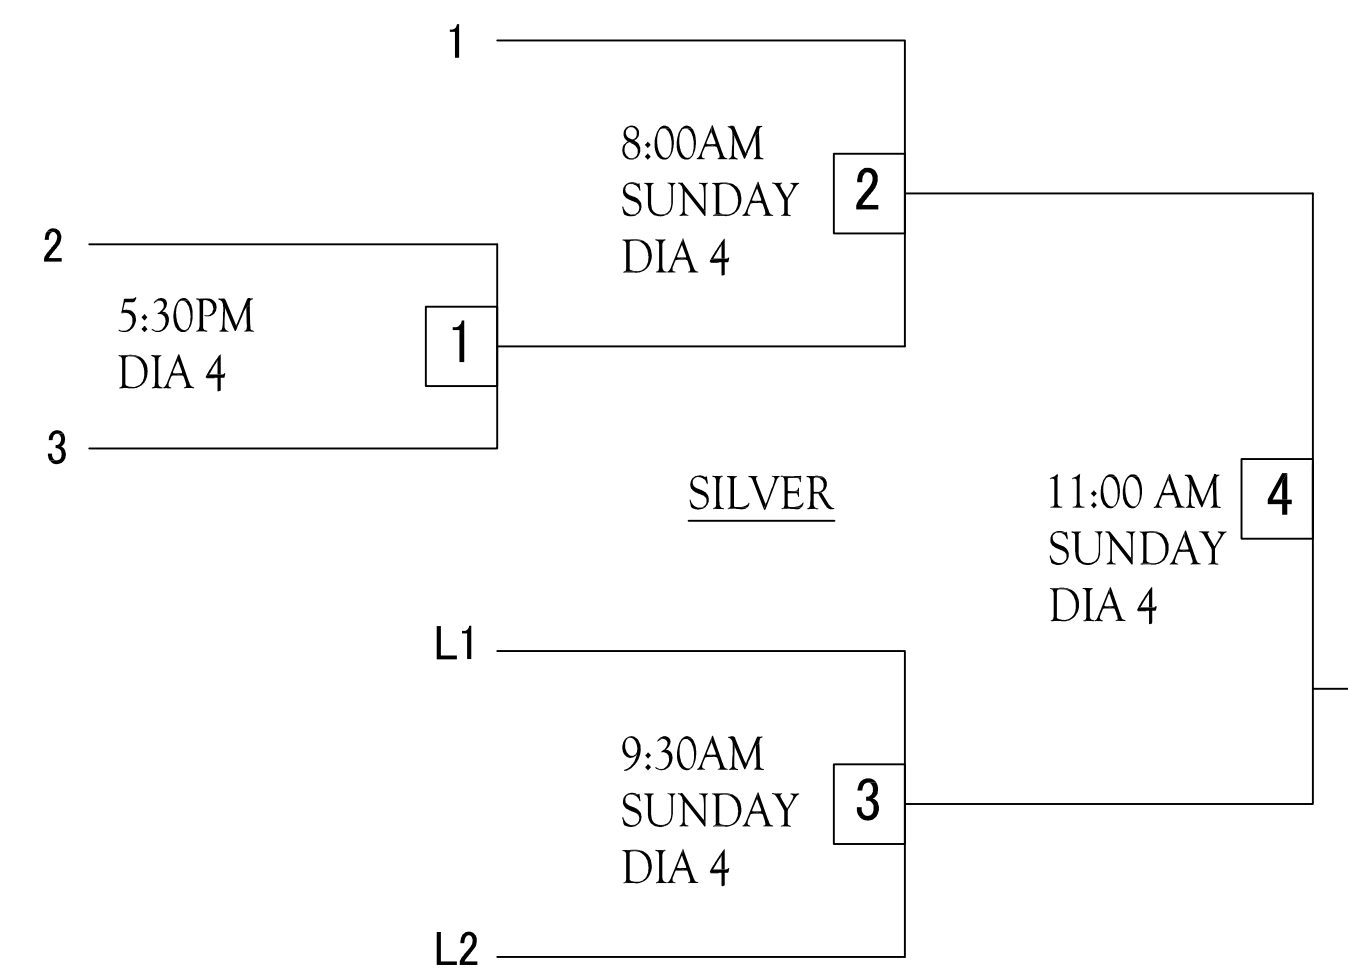 1
8:00AM
SUNDAY
DIA 4
2
2
5:30PM
DIA 4
1
3
SILVER
11:00 AM
SUNDAY
DIA 4
4
L1
9:30AM
SUNDAY
DIA 4
3
L2